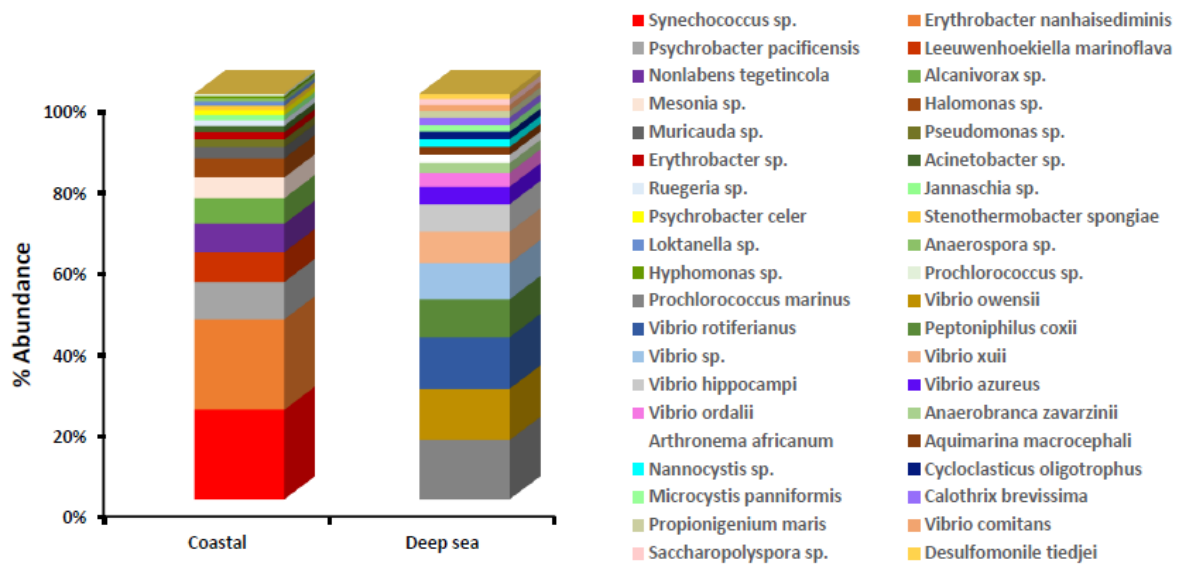 % Abundance
100%
80%
60%
40%
20%
0%
Coastal
Deep sea
Synechococcus sp.
Erythrobacter nanhaisediminis
Psychrobacter pacificensis
Leeuwenhoekiella marinoflava
Nonlabens tegetincola
Alcanivorax sp.
Mesonia sp.
Halomonas sp.
Muricauda sp.
Pseudomonas sp.
Erythrobacter sp.
Acinetobacter sp.
Ruegeria sp.
Jannaschia sp.
Psychrobacter celer
Stenothermobacter spongiae
Loktanella sp.
Anaerospora sp.
Hyphomonas sp.
Prochlorococcus sp.
Prochlorococcus marinus
Vibrio owensii
Vibrio rotiferianus
Peptoniphilus coxii
Vibrio sp.
Vibrio xuii
Vibrio hippocampi
Vibrio azureus
Vibrio ordalii
Anaerobranca zavarzinii
Arthronema africanum
Aquimarina macrocephali
Nannocystis sp.
Cycloclasticus oligotrophus
Microcystis panniformis
Calothrix brevissima
Propionigenium maris
Vibrio comitans
Saccharopolyspora sp.
Desulfomonile tiedjei